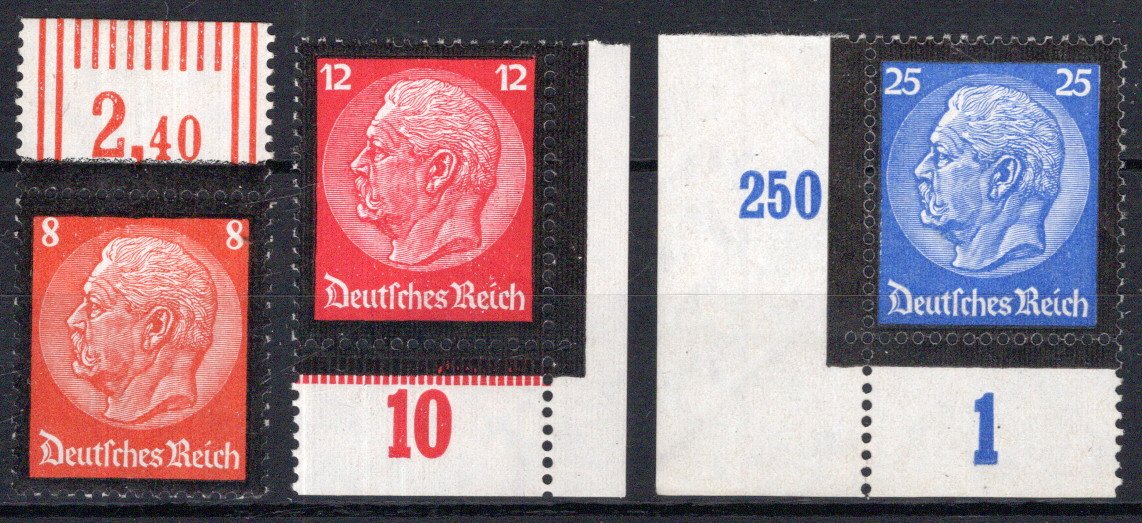 2,40
8 8
Deutsches Reich
12 12
Deutsches Reich
10
25 25
250
Deutsches Reich
1